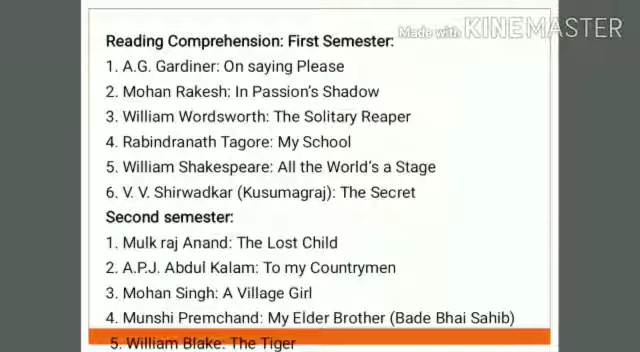 Made with KINEMASTER
Reading Comprehension: First Semester:
1. A.G. Gardiner: On saying Please
2. Mohan Rakesh: In Passion's Shadow
3. William Wordsworth: The Solitary Reaper
4. Rabindranath Tagore: My School
5. William Shakespeare: All the World's a Stage
6. V. V. Shirwadkar (Kusumagraj): The Secret
Second semester:
1. Mulk raj Anand: The Lost Child
2. A.P.J. Abdul Kalam: To my Countrymen
3. Mohan Singh: A Village Girl
4. Munshi Premchand: My Elder Brother (Bade Bhai Sahib)
5. William Blake: The Tiger